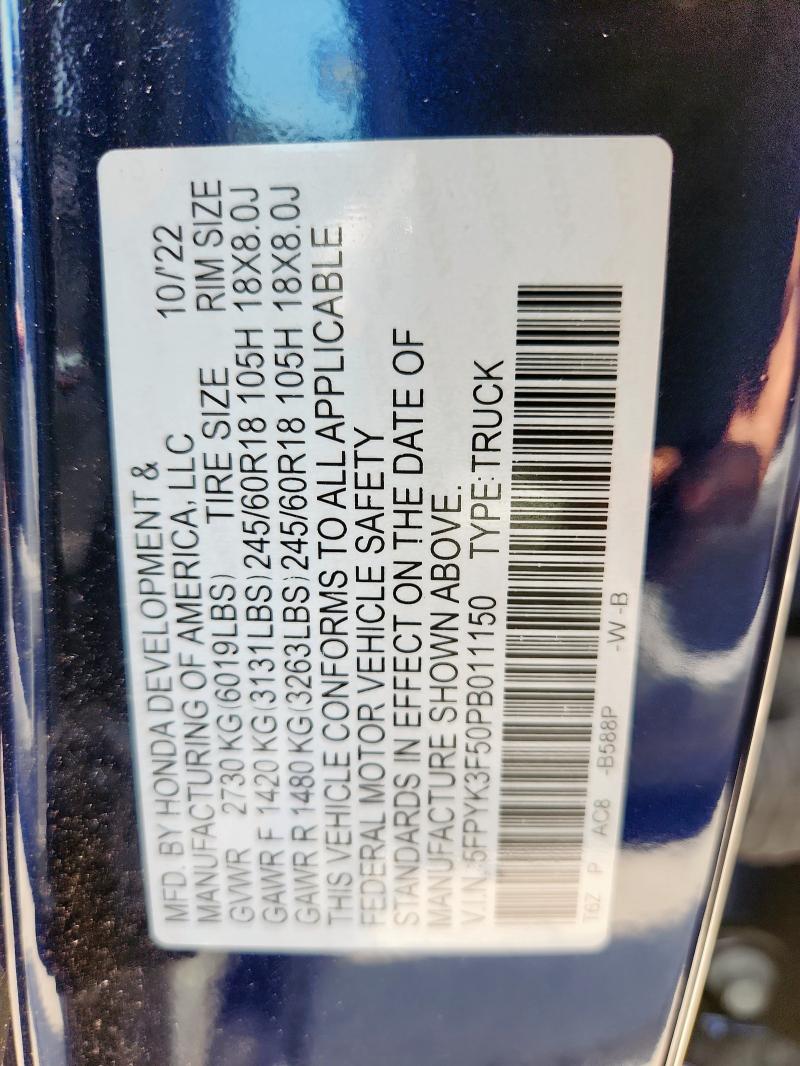 MFD. BY HONDA DEVELOPMENT & 10/'22
MANUFACTURING OF AMERICA, LLC
GVWR 2730 KG (6019LBS) TIRE SIZE RIM SIZE
GAWR F 1420 KG (3131LBS) 245/60R18 105H 18X8.0J
GAWR R 1480 KG (3263LBS) 245/60R18 105H 18X8.0J
THIS VEHICLE CONFORMS TO ALL APPLICABLE
FEDERAL MOTOR VEHICLE SAFETY
STANDARDS IN EFFECT ON THE DATE OF
MANUFACTURE SHOWN ABOVE.
V.I.N.:5FPYK3F50PB011150 TYPE:TRUCK
T6Z P AC8 -B588P -W-B